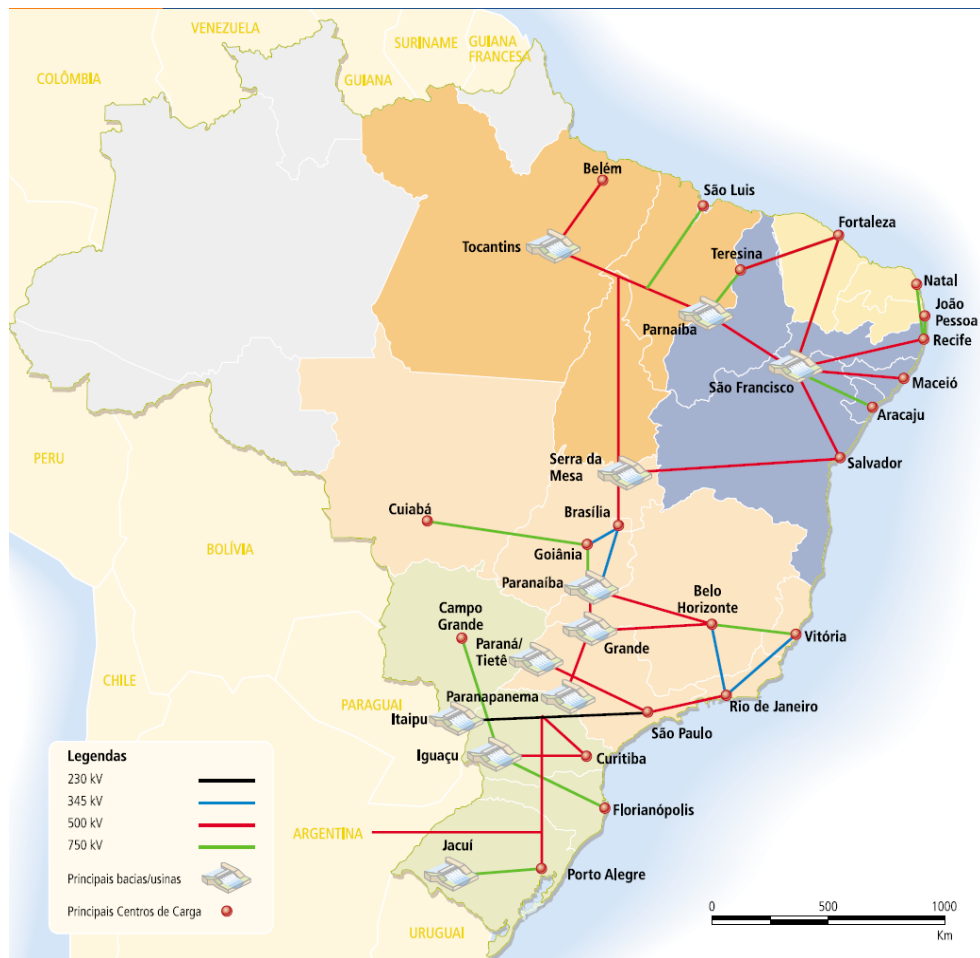 VENEZUELA
SURINAME
GUIANA
FRANCESA
COLÔMBIA
GUIANA
Belém
São Luis
Fortaleza
Tocantins
Teresina
Natal
João
Pessoa
Parnaíba
Recife
São Francisco
Maceió
Aracaju
PERU
Serra da
Mesa
Salvador
Cuiabá
Brasília
Goiânia
BOLÍVIA
Paranaíba
Belo
Horizonte
Campo
Grande
Vitória
Paraná/
Tietê
Grande
CHILE
Paranapanema
PARAGUAI
Rio de Janeiro
Itaipu
São Paulo
Iguaçu
Curitiba
Legendas
230 kV
345 kV
500 kV
750 kV
Principais bacias/usinas
Principais Centros de Carga
Florianópolis
ARGENTINA
Jacuí
Porto Alegre
URUGUAI
0 500 1000
Km